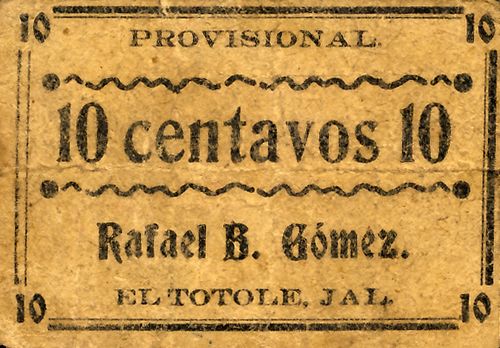 10 10
PROVISIONAL.
10 centavos 10
Rafael B. Gómez.
EL TOTOLE, JAL.
10 10